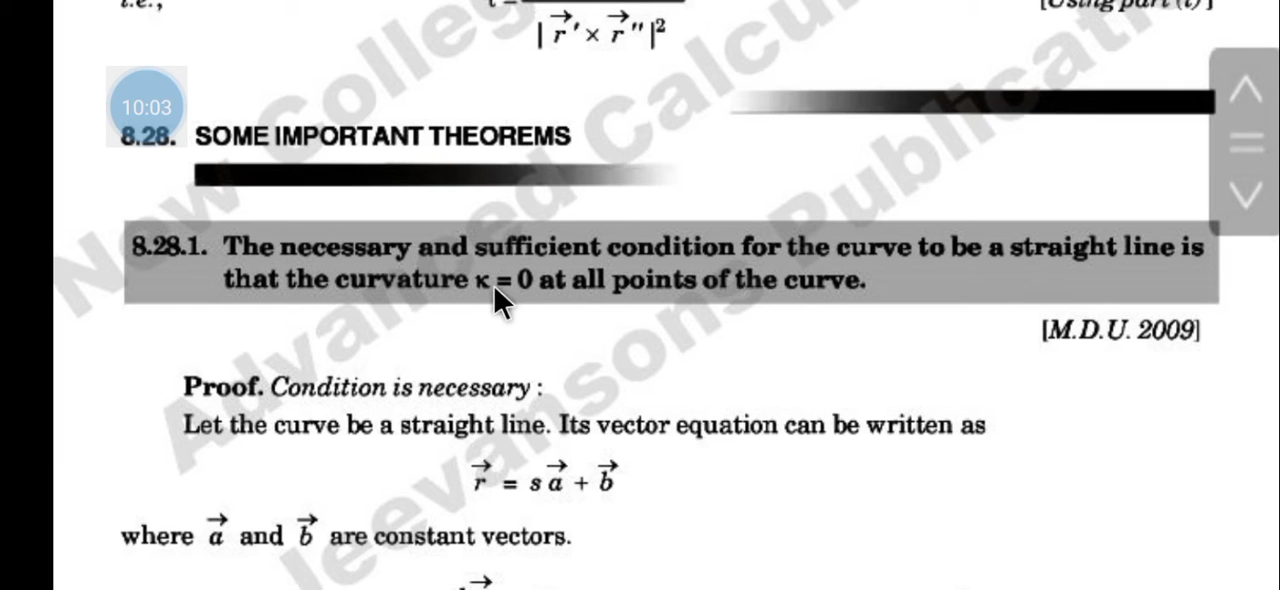 i.e.,
[Using part (i)]
| r⃗ ′ × r⃗ ″ |²
10:03
8.28. SOME IMPORTANT THEOREMS
8.28.1. The necessary and sufficient condition for the curve to be a straight line is
that the curvature κ = 0 at all points of the curve.
[M.D.U. 2009]
Proof. Condition is necessary :
Let the curve be a straight line. Its vector equation can be written as
r⃗ = s a⃗ + b⃗
where a⃗ and b⃗ are constant vectors.